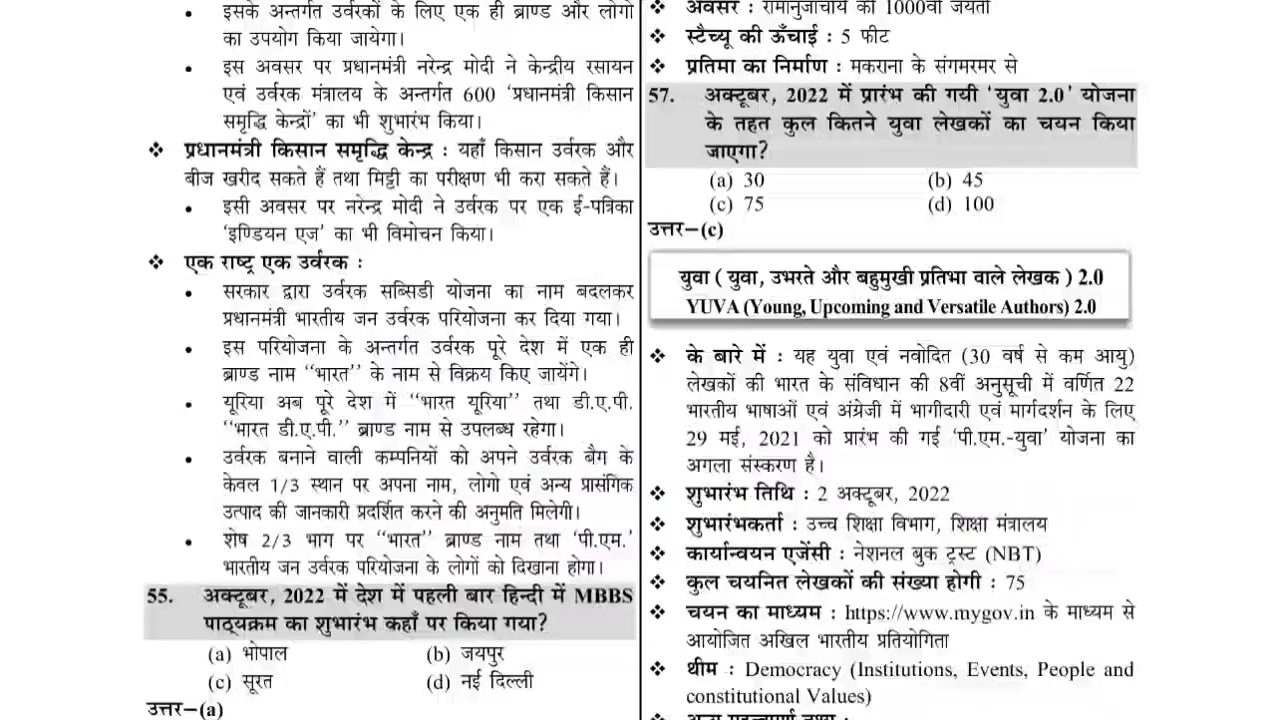 इसके अन्तर्गत उर्वरकों के लिए एक ही ब्राण्ड और लोगो
का उपयोग किया जायेगा।
• इस अवसर पर प्रधानमंत्री नरेन्द्र मोदी ने केन्द्रीय रसायन
एवं उर्वरक मंत्रालय के अन्तर्गत 600 ‘प्रधानमंत्री किसान
समृद्धि केन्द्रों’ का भी शुभारंभ किया।
❖ प्रधानमंत्री किसान समृद्धि केन्द्र : यहाँ किसान उर्वरक और
बीज खरीद सकते हैं तथा मिट्टी का परीक्षण भी करा सकते हैं।
• इसी अवसर पर नरेन्द्र मोदी ने उर्वरक पर एक ई-पत्रिका
‘इण्डियन एज’ का भी विमोचन किया।
❖ एक राष्ट्र एक उर्वरक :
• सरकार द्वारा उर्वरक सब्सिडी योजना का नाम बदलकर
प्रधानमंत्री भारतीय जन उर्वरक परियोजना कर दिया गया।
• इस परियोजना के अन्तर्गत उर्वरक पूरे देश में एक ही
ब्राण्ड नाम ‘‘भारत’’ के नाम से विक्रय किए जायेंगे।
• यूरिया अब पूरे देश में ‘‘भारत यूरिया’’ तथा डी.ए.पी.
‘‘भारत डी.ए.पी.’’ ब्राण्ड नाम से उपलब्ध रहेगा।
• उर्वरक बनाने वाली कम्पनियों को अपने उर्वरक बैग के
केवल 1/3 स्थान पर अपना नाम, लोगो एवं अन्य प्रासंगिक
उत्पाद की जानकारी प्रदर्शित करने की अनुमति मिलेगी।
• शेष 2/3 भाग पर ‘‘भारत’’ ब्राण्ड नाम तथा ‘पी.एम.’
भारतीय जन उर्वरक परियोजना के लोगों को दिखाना होगा।
55. अक्टूबर, 2022 में देश में पहली बार हिन्दी में MBBS
पाठ्यक्रम का शुभारंभ कहाँ पर किया गया?
(a) भोपाल (b) जयपुर
(c) सूरत (d) नई दिल्ली
उत्तर–(a)
❖ अवसर : रामानुजाचार्य की 1000वीं जयंती
❖ स्टैच्यू की ऊँचाई : 5 फीट
❖ प्रतिमा का निर्माण : मकराना के संगमरमर से
57. अक्टूबर, 2022 में प्रारंभ की गयी ‘युवा 2.0’ योजना
के तहत कुल कितने युवा लेखकों का चयन किया
जाएगा?
(a) 30 (b) 45
(c) 75 (d) 100
उत्तर–(c)
युवा ( युवा, उभरते और बहुमुखी प्रतिभा वाले लेखक ) 2.0
YUVA (Young, Upcoming and Versatile Authors) 2.0
❖ के बारे में : यह युवा एवं नवोदित (30 वर्ष से कम आयु)
लेखकों की भारत के संविधान की 8वीं अनुसूची में वर्णित 22
भारतीय भाषाओं एवं अंग्रेजी में भागीदारी एवं मार्गदर्शन के लिए
29 मई, 2021 को प्रारंभ की गई ‘पी.एम.-युवा’ योजना का
अगला संस्करण है।
❖ शुभारंभ तिथि : 2 अक्टूबर, 2022
❖ शुभारंभकर्ता : उच्च शिक्षा विभाग, शिक्षा मंत्रालय
❖ कार्यान्वयन एजेंसी : नेशनल बुक ट्रस्ट (NBT)
❖ कुल चयनित लेखकों की संख्या होगी : 75
❖ चयन का माध्यम : https://www.mygov.in के माध्यम से
आयोजित अखिल भारतीय प्रतियोगिता
❖ थीम : Democracy (Institutions, Events, People and
constitutional Values)